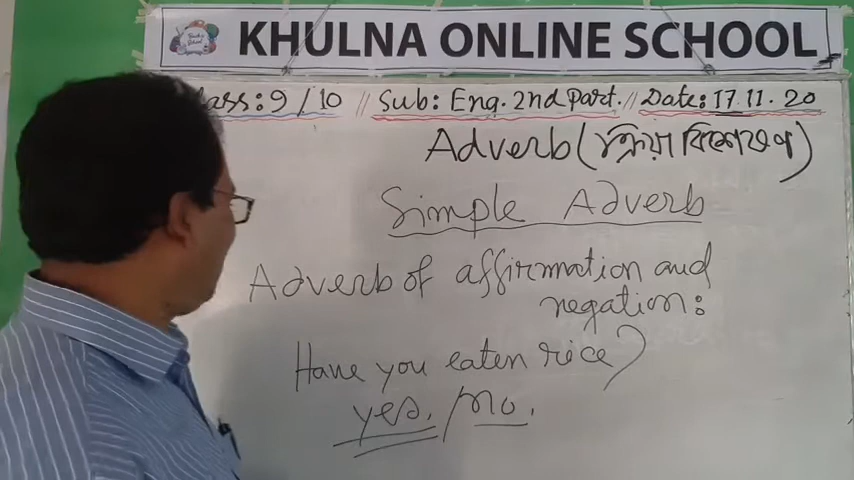 KHULNA ONLINE SCHOOL
Class: 9/10 // Sub: Eng. 2nd Part. // Date: 17.11.20
Adverb (ক্রিয়া বিশেষণ)
Simple Adverb
Adverb of affirmation and
negation:
Have you eaten rice?
yes. / no.